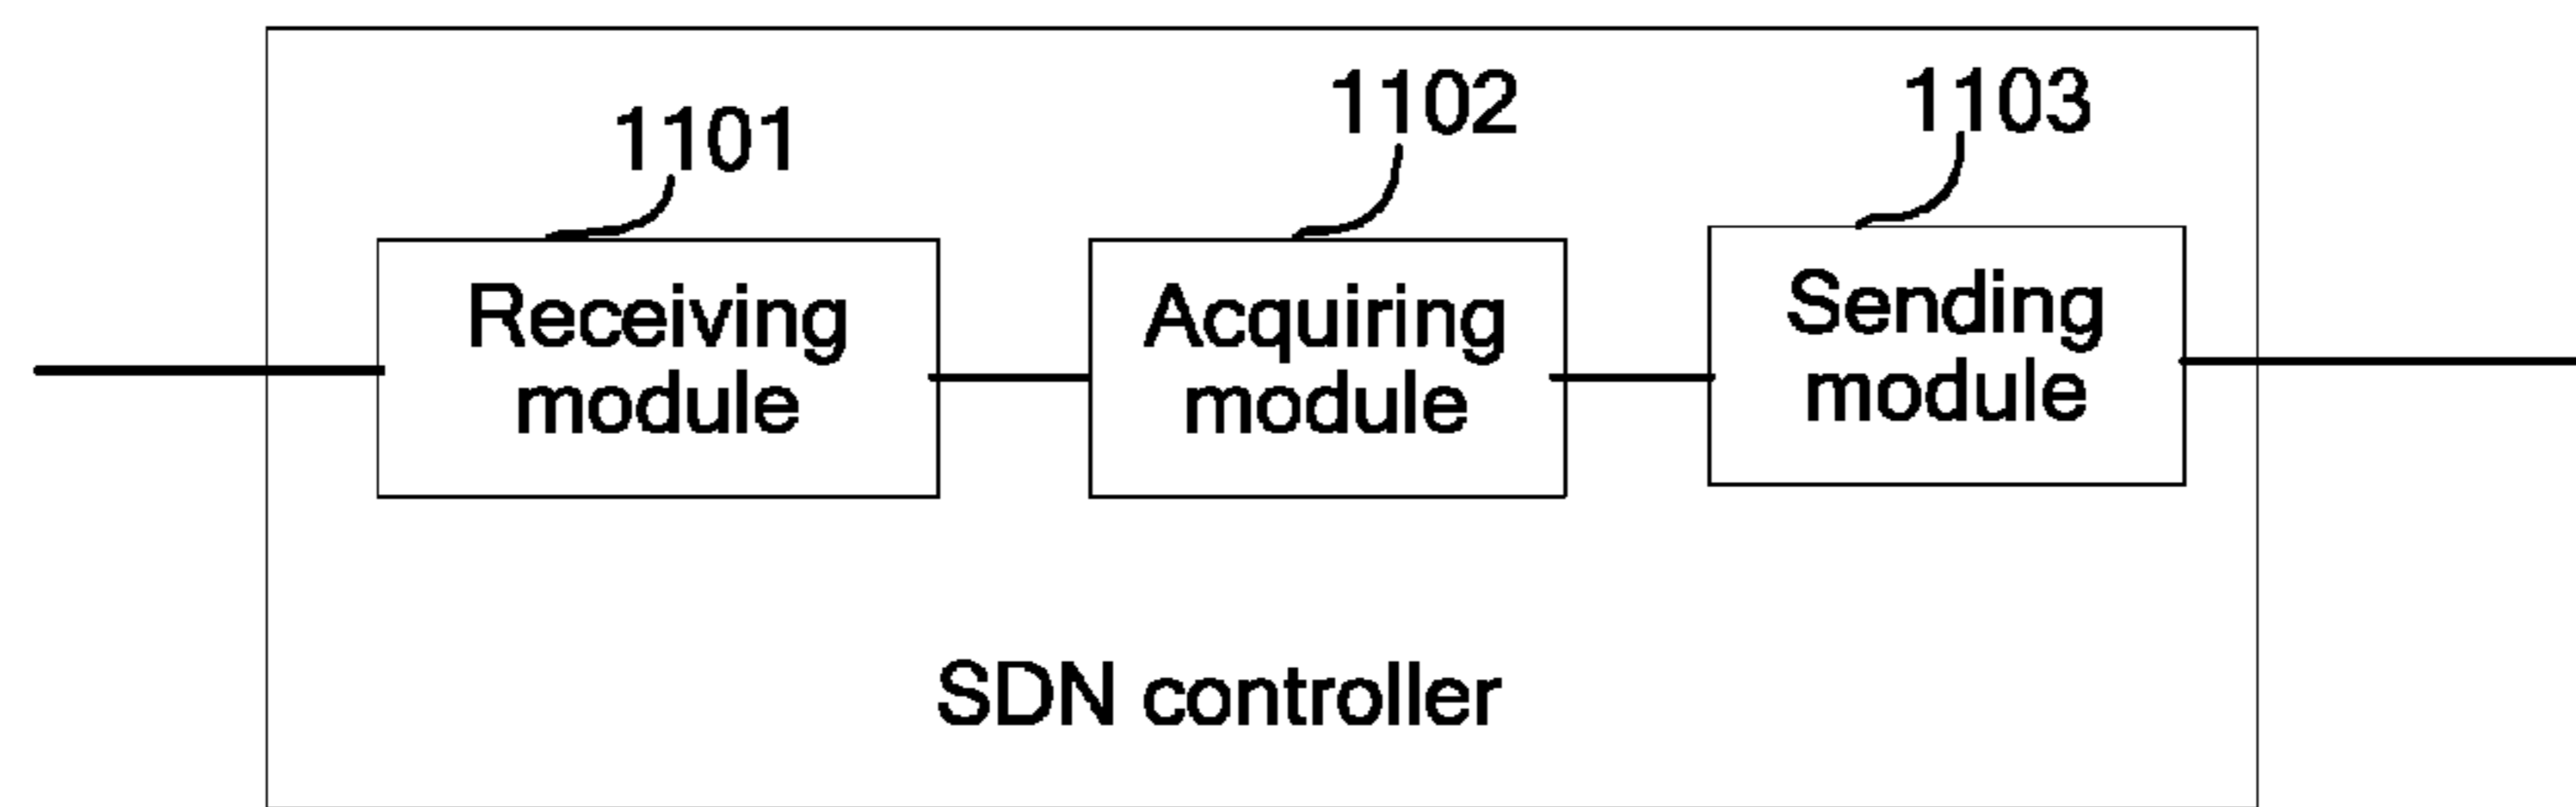 1101
1102
1103
Receiving
module
Acquiring
module
Sending
module
SDN controller